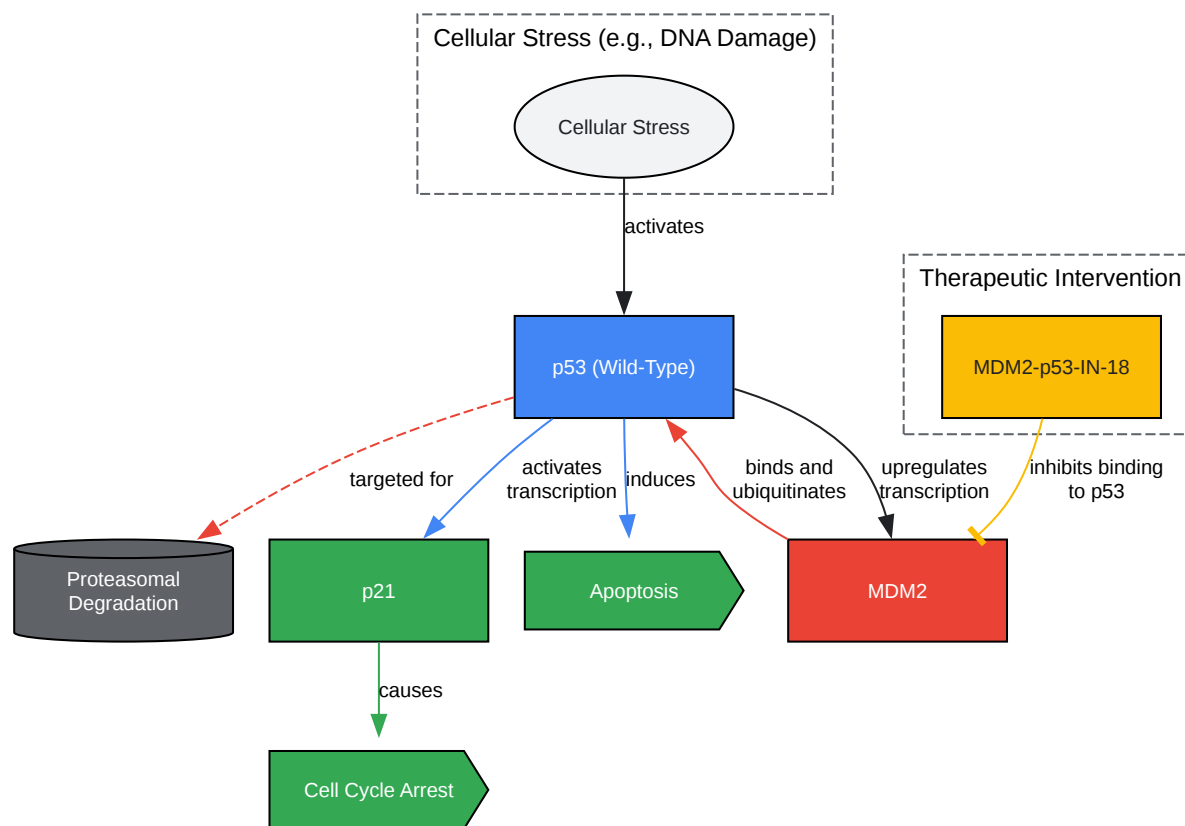 Cellular Stress (e.g., DNA Damage)
Cellular Stress
activates
Therapeutic Intervention
p53 (Wild-Type)
MDM2-p53-IN-18
targeted for
activates
transcription
induces
binds and
ubiquitinates
upregulates
transcription
inhibits binding
to p53
Proteasomal
Degradation
p21
Apoptosis
MDM2
causes
Cell Cycle Arrest